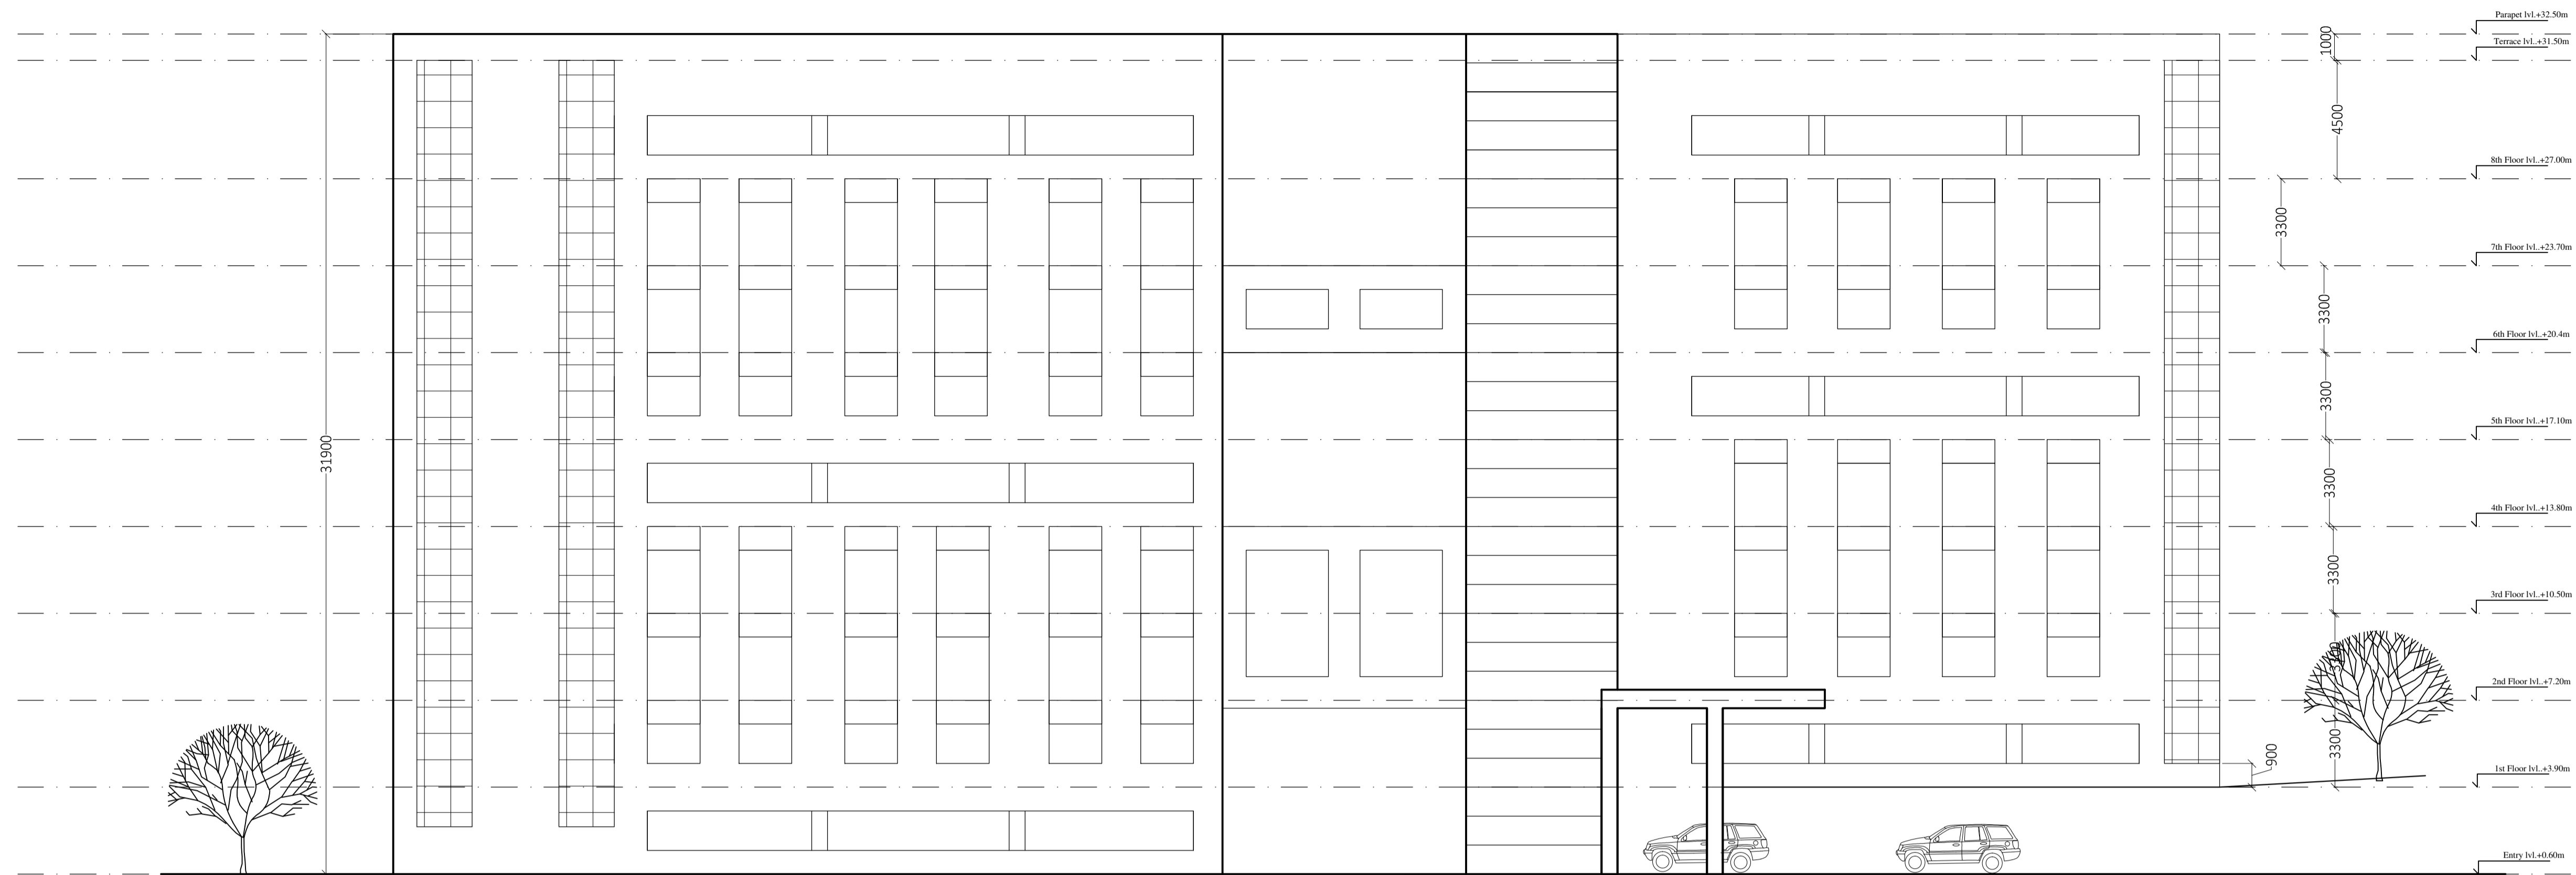 Parapet lvl.+32.50m
1000
Terrace lvl..+31.50m
4500
8th Floor lvl..+27.00m
3300
7th Floor lvl..+23.70m
3300
6th Floor lvl..+20.4m
3300
5th Floor lvl..+17.10m
31900
3300
4th Floor lvl..+13.80m
3300
3rd Floor lvl..+10.50m
3300
2nd Floor lvl..+7.20m
3300
900
1st Floor lvl..+3.90m
Entry lvl.+0.60m